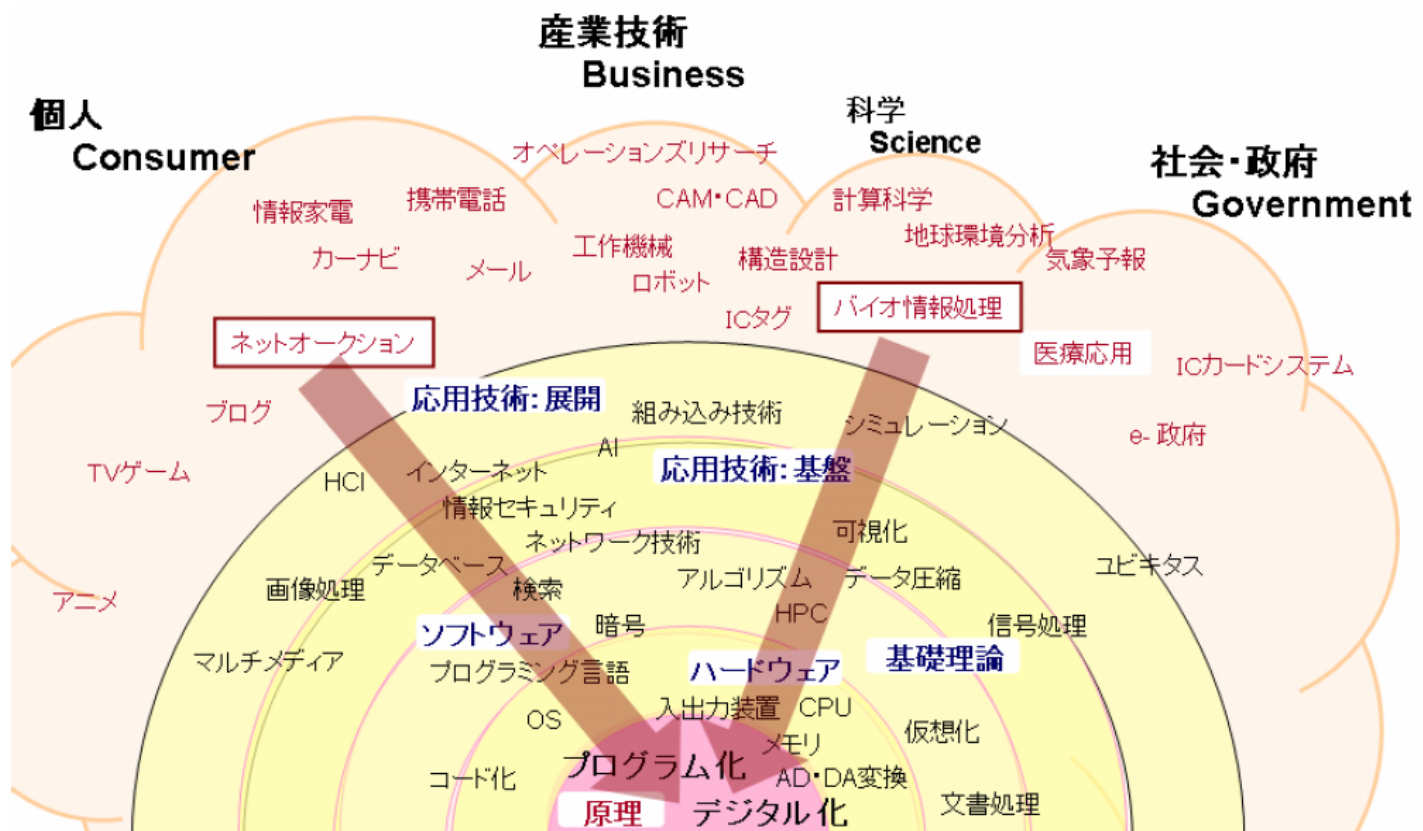 産業技術
Business
個人
Consumer
科学
Science
社会・政府
Government
オペレーションズリサーチ
情報家電
携帯電話
CAM・CAD
計算科学
カーナビ
メール
工作機械
ロボット
構造設計
地球環境分析
気象予報
ICタグ
バイオ情報処理
ネットオークション
医療応用
ICカードシステム
ブログ
応用技術:展開
組み込み技術
シミュレーション
e-政府
TVゲーム
HCI
インターネット
AI
応用技術:基盤
情報セキュリティ
ネットワーク技術
可視化
ユビキタス
データベース
検索
アルゴリズム
データ圧縮
アニメ
画像処理
HPC
信号処理
ソフトウェア
暗号
マルチメディア
プログラミング言語
ハードウェア
基礎理論
OS
入出力装置
CPU
仮想化
メモリ
コード化
プログラム化
AD・DA変換
原理
デジタル化
文書処理